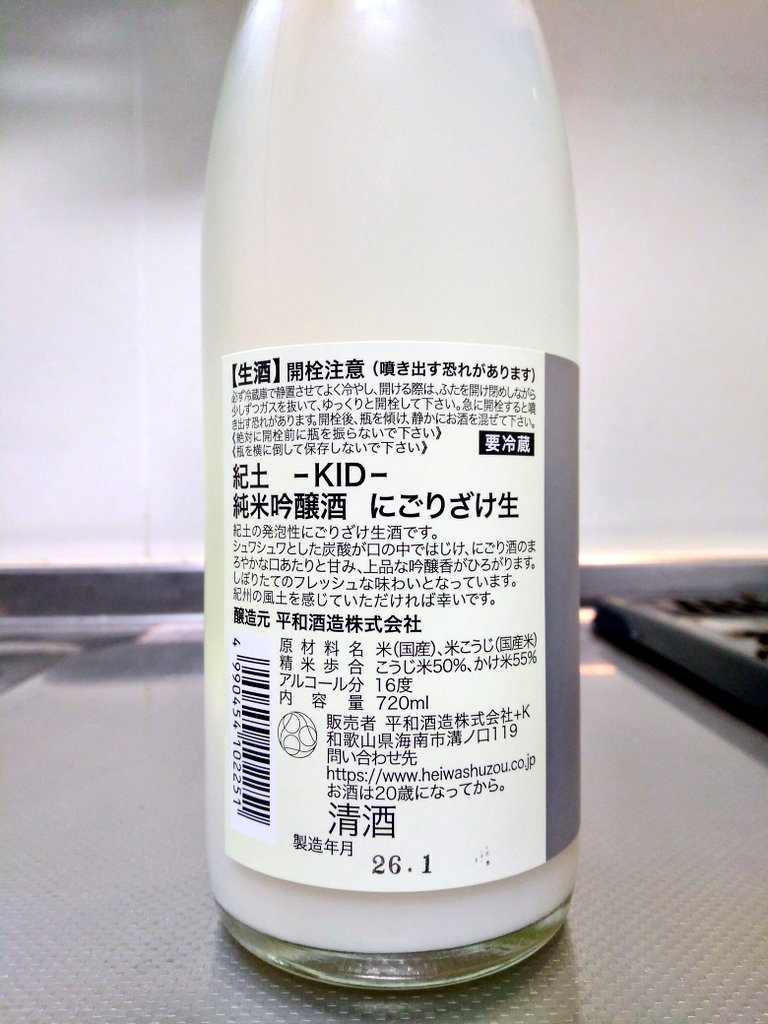 【生酒】開栓注意（噴き出す恐れがあります）
必ず冷蔵庫で静置させてよく冷やし、開ける際は、ふたを開け閉めしながら
少しずつガスを抜いて、ゆっくりと開栓して下さい。急に開栓すると噴
き出す恐れがあります。開栓後、瓶を傾け、静かにお酒を混ぜて下さい。
《絶対に開栓前に瓶を振らないで下さい》
《瓶を横に倒して保存しないで下さい》
要冷蔵
紀土 －KID－
純米吟醸酒 にごりざけ生
紀土の発泡性にごりざけ生酒です。
シュワシュワとした炭酸が口の中ではじけ、にごり酒のま
ろやかな口あたりと甘み、上品な吟醸香がひろがります。
しぼりたてのフレッシュな味わいとなっています。
紀州の風土を感じていただければ幸いです。
醸造元 平和酒造株式会社
原材料名 米（国産）、米こうじ（国産米）
精米歩合 こうじ米50％、かけ米55％
アルコール分 16度
内容量 720ml
販売者 平和酒造株式会社+K
和歌山県海南市溝ノ口119
問い合わせ先
https://www.heiwashuzou.co.jp
お酒は20歳になってから。
清酒
製造年月 26.1
4 990454 102251